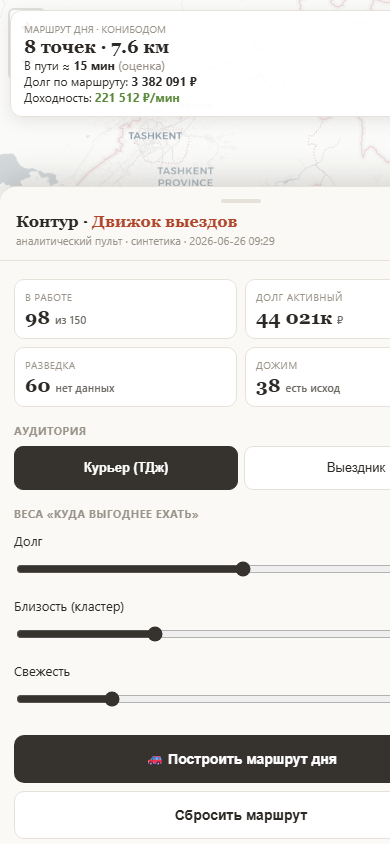 МАРШРУТ ДНЯ · КОНИБОДОМ
8 точек · 7.6 км
В пути ≈ 15 мин (оценка)
Долг по маршруту: 3 382 091 ₽
Доходность: 221 512 ₽/мин
TASHKENT
TASHKENT
PROVINCE
Контур · Движок выездов
аналитический пульт · синтетика · 2026-06-26 09:29
В РАБОТЕ
98 из 150
ДОЛГ АКТИВНЫЙ
44 021к ₽
РАЗВЕДКА
60 нет данных
ДОЖИМ
38 есть исход
АУДИТОРИЯ
Курьер (ТДж)
Выездник
ВЕСА «КУДА ВЫГОДНЕЕ ЕХАТЬ»
Долг
Близость (кластер)
Свежесть
🚗 Построить маршрут дня
Сбросить маршрут